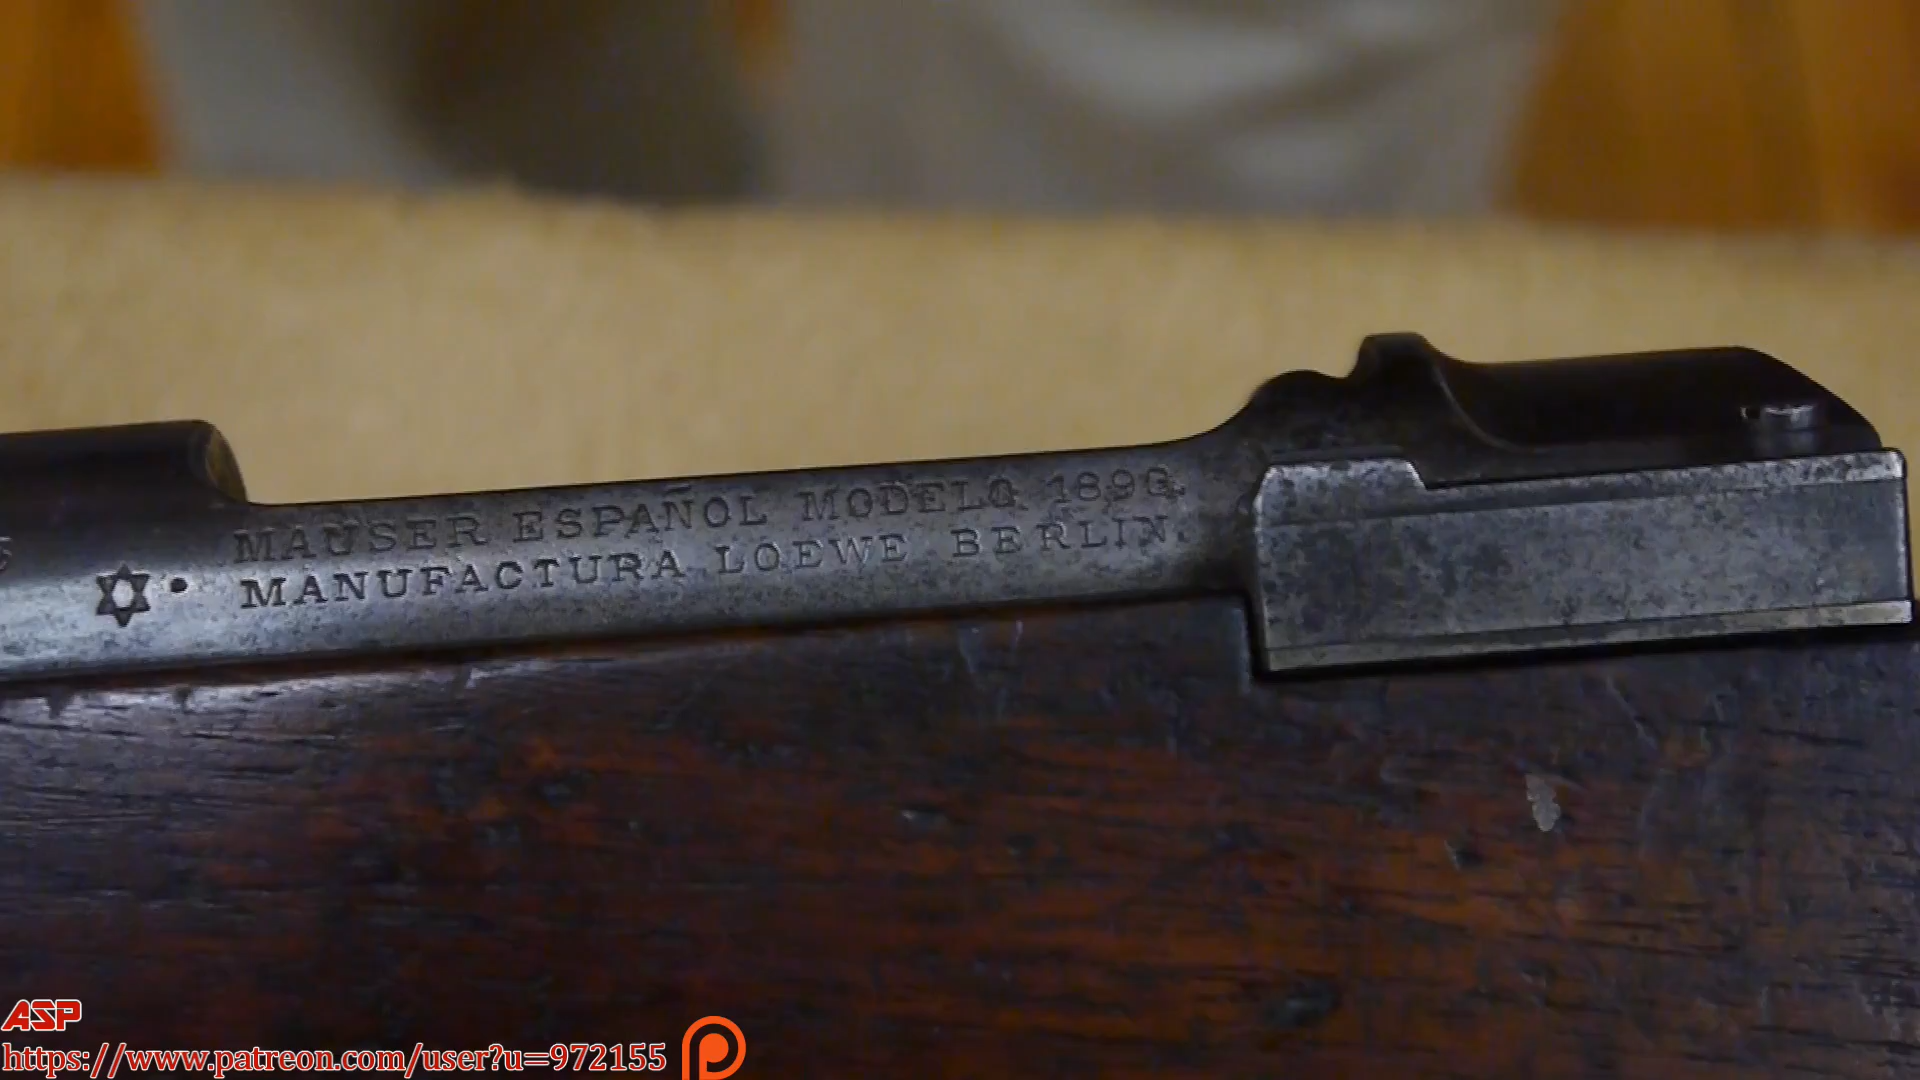 MAUSER ESPAÑOL MODELO 1893.
MANUFACTURA LOEWE BERLIN.
ASP
https://www.patreon.com/user?u=972155